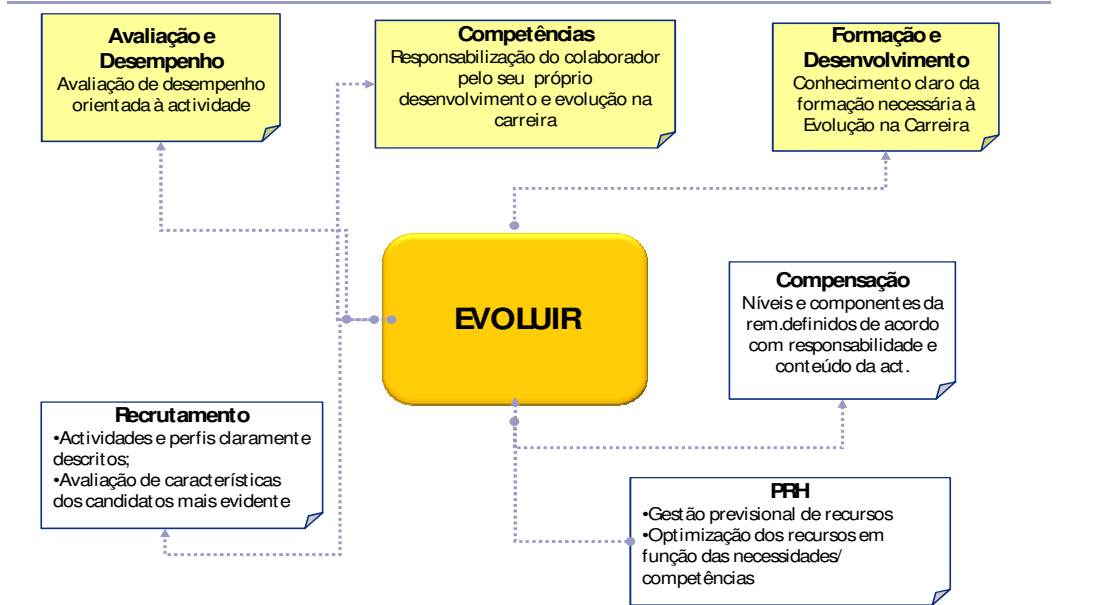 Avaliação e
Desempenho
Avaliação de desempenho
orientada à actividade
Competências
Responsabilização do colaborador
pelo seu próprio
desenvolvimento e evolução na
carreira
Formação e
Desenvolvimento
Conhecimento claro da
formação necessária à
Evolução na Carreira
EVOLUIR
Compensação
Níveis e componentes da
rem.definidos de acordo
com responsabilidade e
conteúdo da act.
Recrutamento
•Actividades e perfis claramente
descritos;
•Avaliação de características
dos candidatos mais evidente
PRH
•Gestão previsional de recursos
•Optimização dos recursos em
função das necessidades/
competências